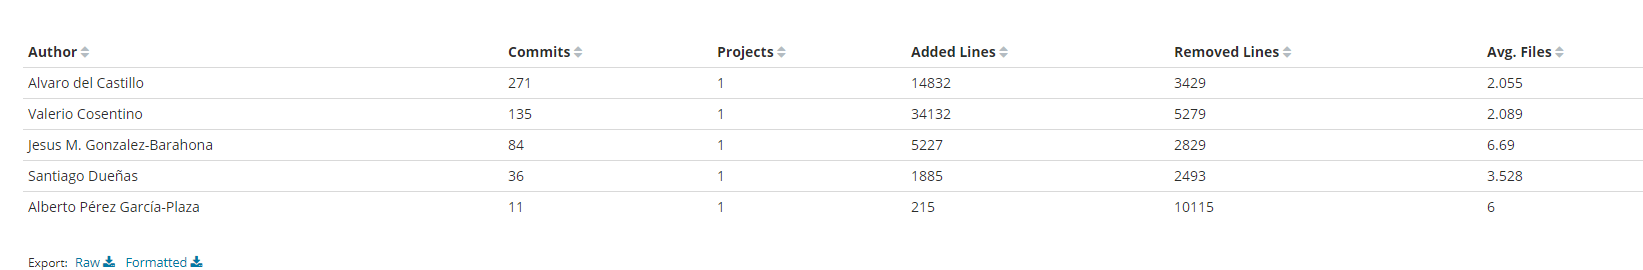 Author Commits Projects Added Lines Removed Lines Avg. Files
Alvaro del Castillo 271 1 14832 3429 2.055
Valerio Cosentino 135 1 34132 5279 2.089
Jesus M. Gonzalez-Barahona 84 1 5227 2829 6.69
Santiago Dueñas 36 1 1885 2493 3.528
Alberto Pérez García-Plaza 11 1 215 10115 6
Export: Raw Formatted